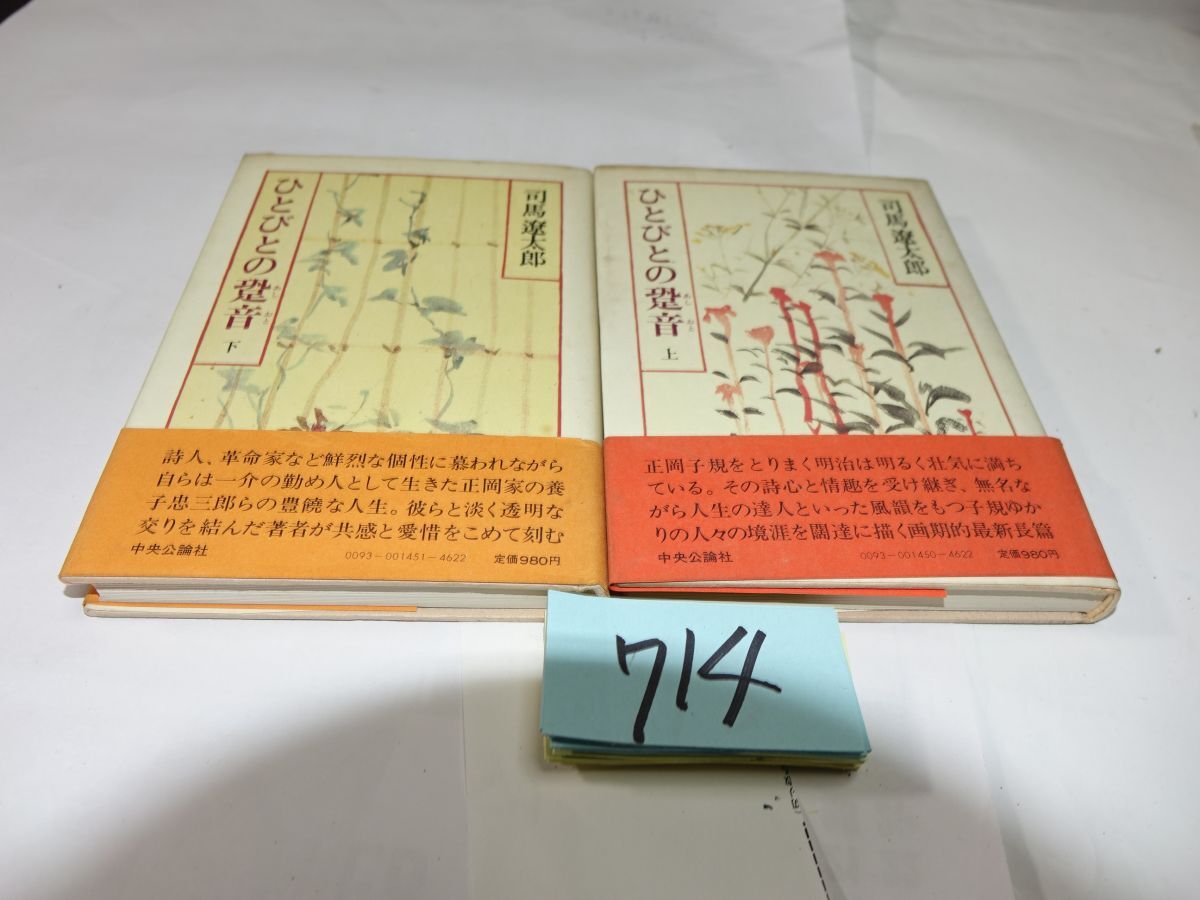 ひとびとの跫音
あし
おと
下
司馬遼太郎
詩人、革命家など鮮烈な個性に慕われながら
自らは一介の勤め人として生きた正岡家の養
子忠三郎らの豊饒な人生。彼らと淡く透明な
交りを結んだ著者が共感と愛惜をこめて刻む
中央公論社
0093-001451-4622
定価980円
ひとびとの跫音
あし
おと
上
司馬遼太郎
正岡子規をとりまく明治は明るく壮気に満ち
ている。その詩心と情趣を受け継ぎ、無名な
がら人生の達人といった風韻をもつ子規ゆか
りの人々の境涯を闊達に描く画期的最新長篇
中央公論社
0093-001450-4622
定価980円
714